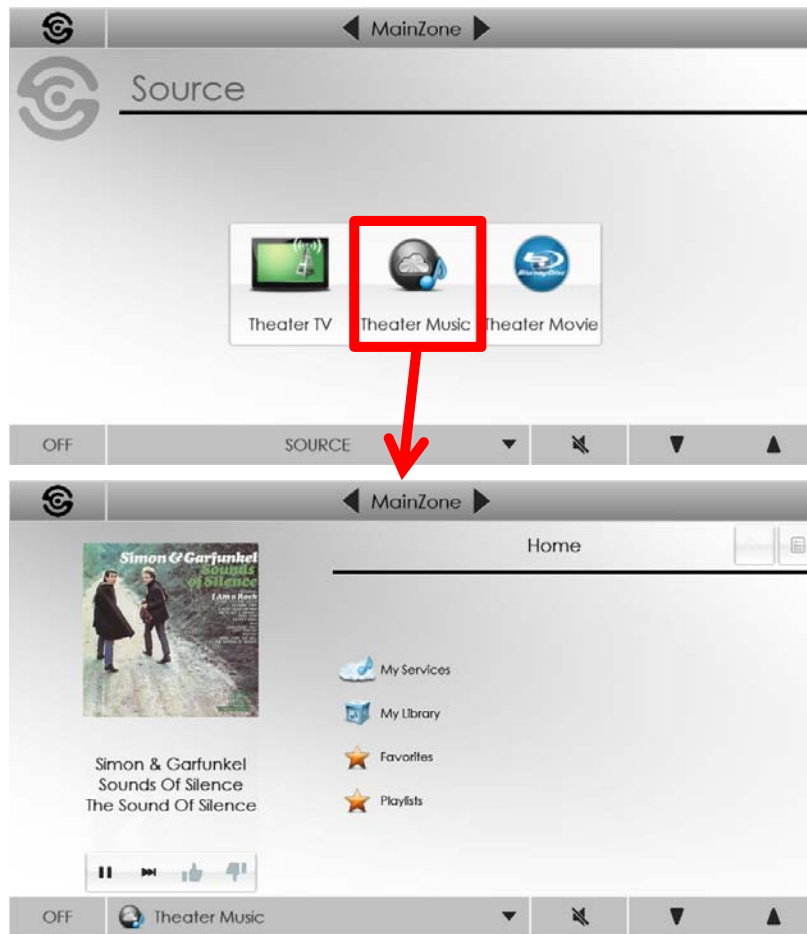 MainZone
Source
Theater TV
Theater Music
Theater Movie
OFF
SOURCE
MainZone
Home
Simon & Garfunkel
Sounds
of Silence
I Am a Rock
My Services
My Library
Favorites
Playlists
Simon & Garfunkel
Sounds Of Silence
The Sound Of Silence
OFF
Theater Music